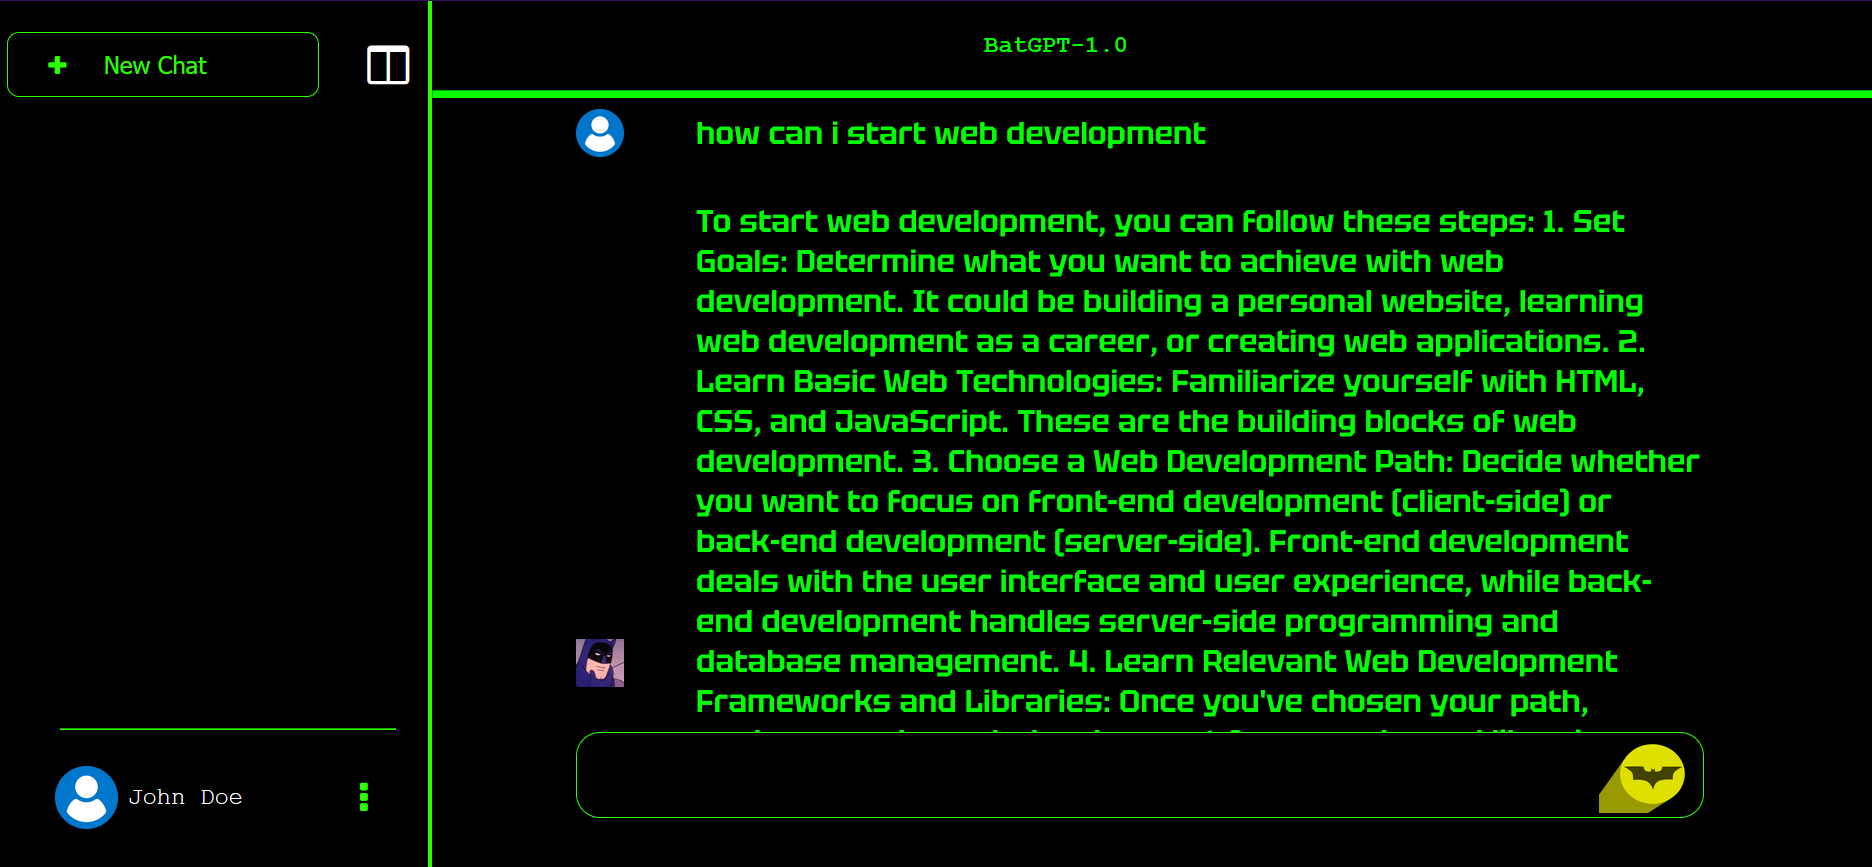 New Chat
BatGPT-1.0
how can i start web development
To start web development, you can follow these steps: 1. Set
Goals: Determine what you want to achieve with web
development. It could be building a personal website, learning
web development as a career, or creating web applications. 2.
Learn Basic Web Technologies: Familiarize yourself with HTML,
CSS, and JavaScript. These are the building blocks of web
development. 3. Choose a Web Development Path: Decide whether
you want to focus on front-end development (client-side) or
back-end development (server-side). Front-end development
deals with the user interface and user experience, while back-
end development handles server-side programming and
database management. 4. Learn Relevant Web Development
Frameworks and Libraries: Once you've chosen your path,
John Doe